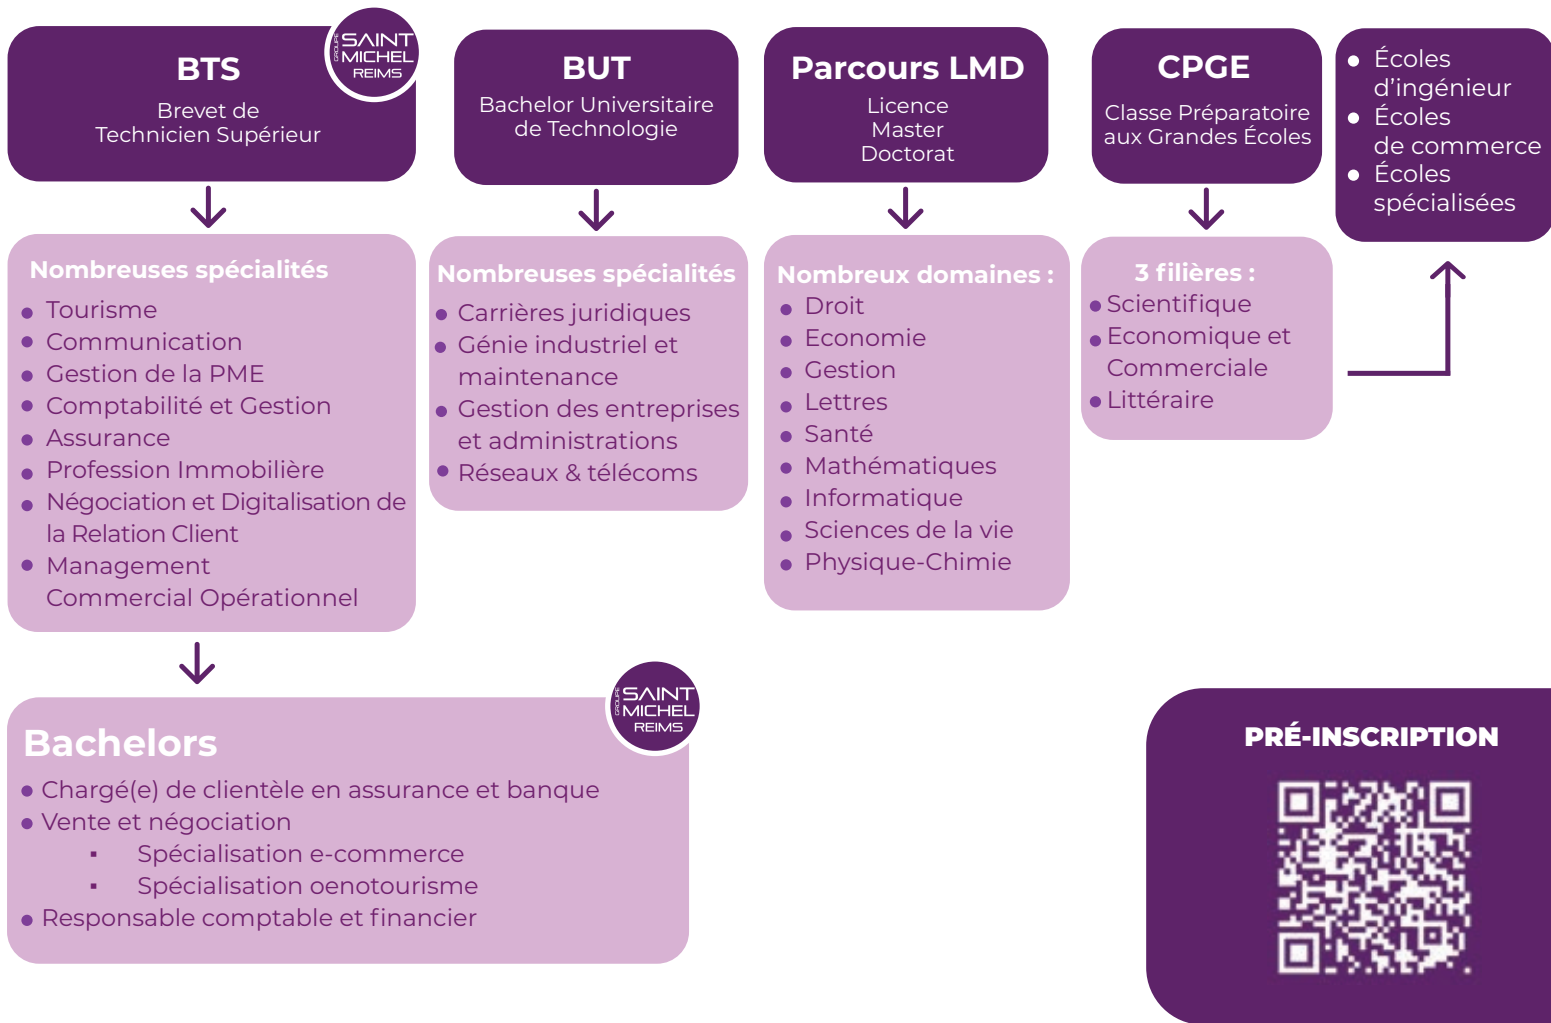 BTS
Brevet de
Technicien Supérieur
GROUPE
SAINT
MICHEL
REIMS
BUT
Bachelor Universitaire
de Technologie
Parcours LMD
Licence
Master
Doctorat
CPGE
Classe Préparatoire
aux Grandes Écoles
Écoles
d'ingénieur
Écoles
de commerce
Écoles
spécialisées
Nombreuses spécialités
Tourisme
Communication
Gestion de la PME
Comptabilité et Gestion
Assurance
Profession Immobilière
Négociation et Digitalisation de
la Relation Client
Management
Commercial Opérationnel
Nombreuses spécialités
Carrières juridiques
Génie industriel et
maintenance
Gestion des entreprises
et administrations
Réseaux & télécoms
Nombreux domaines :
Droit
Economie
Gestion
Lettres
Santé
Mathématiques
Informatique
Sciences de la vie
Physique-Chimie
3 filières :
Scientifique
Economique et
Commerciale
Littéraire
GROUPE
SAINT
MICHEL
REIMS
Bachelors
Chargé(e) de clientèle en assurance et banque
Vente et négociation
Spécialisation e-commerce
Spécialisation oenotourisme
Responsable comptable et financier
PRÉ-INSCRIPTION